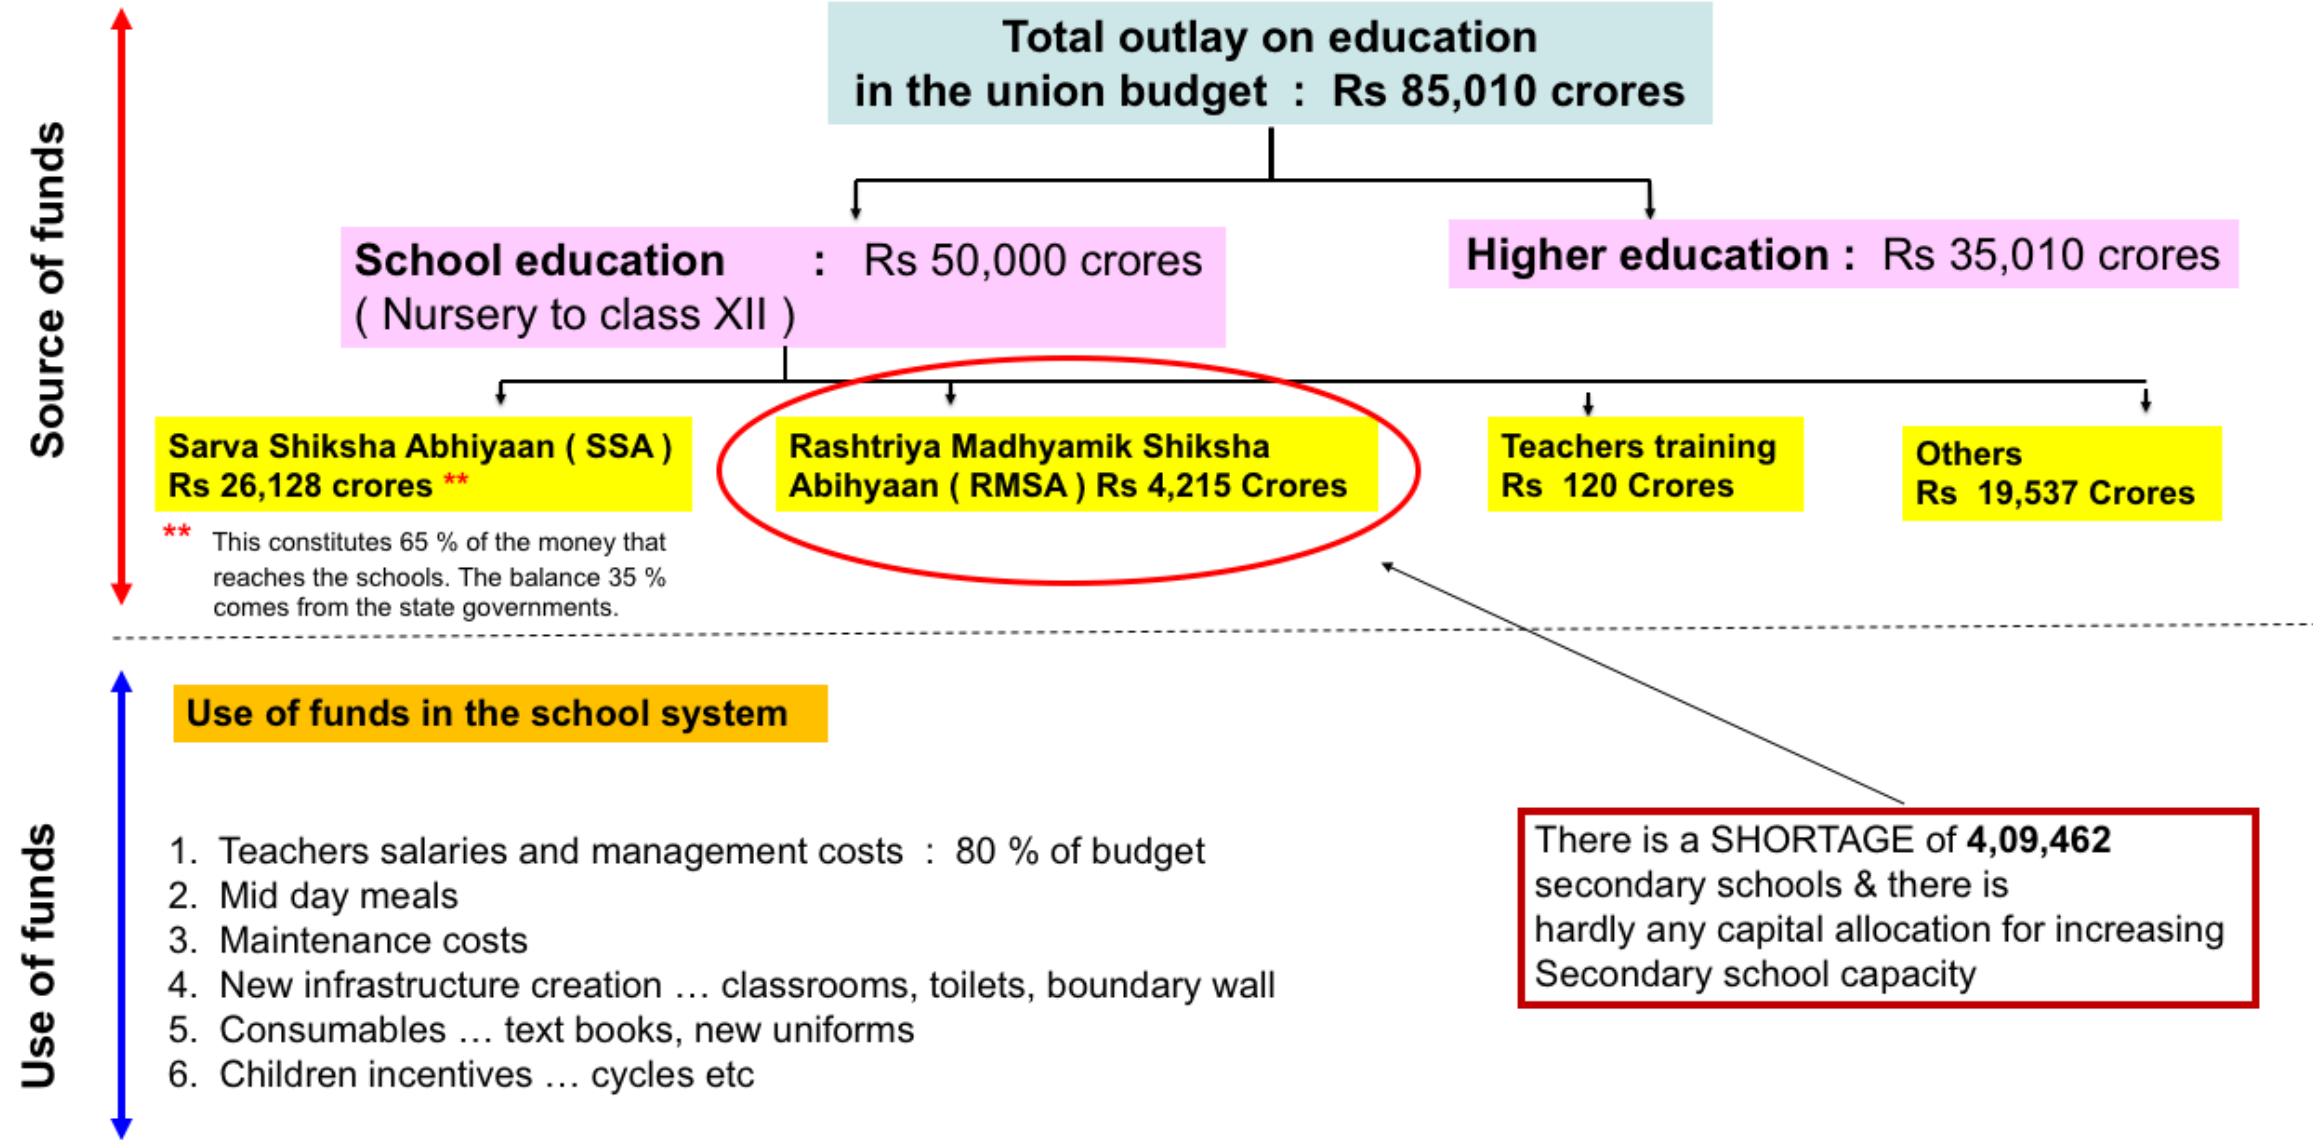 Total outlay on education
in the union budget : Rs 85,010 crores
Source of funds
School education : Rs 50,000 crores
( Nursery to class XII )
Higher education : Rs 35,010 crores
Sarva Shiksha Abhiyaan ( SSA )
Rs 26,128 crores **
Rashtriya Madhyamik Shiksha
Abihyaan ( RMSA ) Rs 4,215 Crores
Teachers training
Rs 120 Crores
Others
Rs 19,537 Crores
** This constitutes 65 % of the money that
reaches the schools. The balance 35 %
comes from the state governments.
Use of funds in the school system
Use of funds
1. Teachers salaries and management costs : 80 % of budget
2. Mid day meals
3. Maintenance costs
4. New infrastructure creation … classrooms, toilets, boundary wall
5. Consumables … text books, new uniforms
6. Children incentives … cycles etc
There is a SHORTAGE of 4,09,462
secondary schools & there is
hardly any capital allocation for increasing
Secondary school capacity